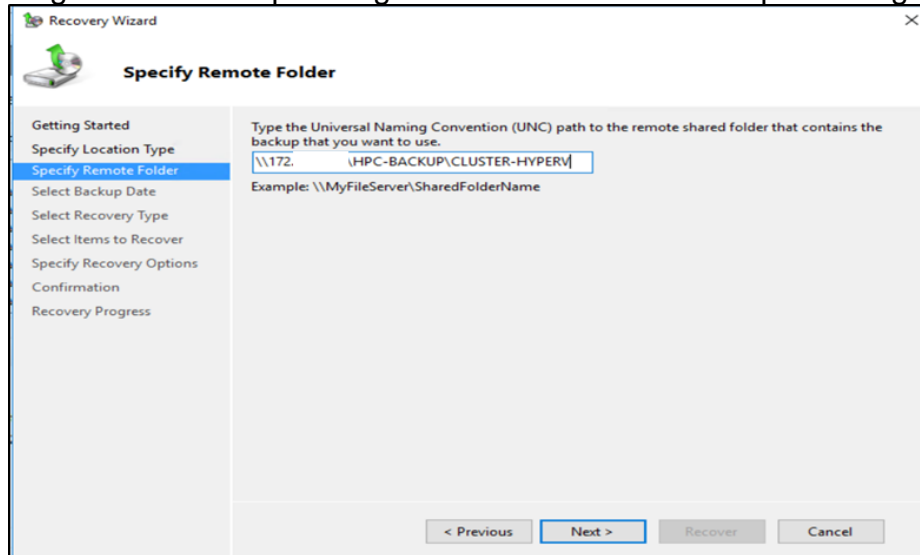 Recovery Wizard
Specify Remote Folder
Getting Started
Specify Location Type
Specify Remote Folder
Select Backup Date
Select Recovery Type
Select Items to Recover
Specify Recovery Options
Confirmation
Recovery Progress
Type the Universal Naming Convention (UNC) path to the remote shared folder that contains the
backup that you want to use.
\\172. \HPC-BACKUP\CLUSTER-HYPERV
Example: \\MyFileServer\SharedFolderName
< Previous
Next >
Recover
Cancel